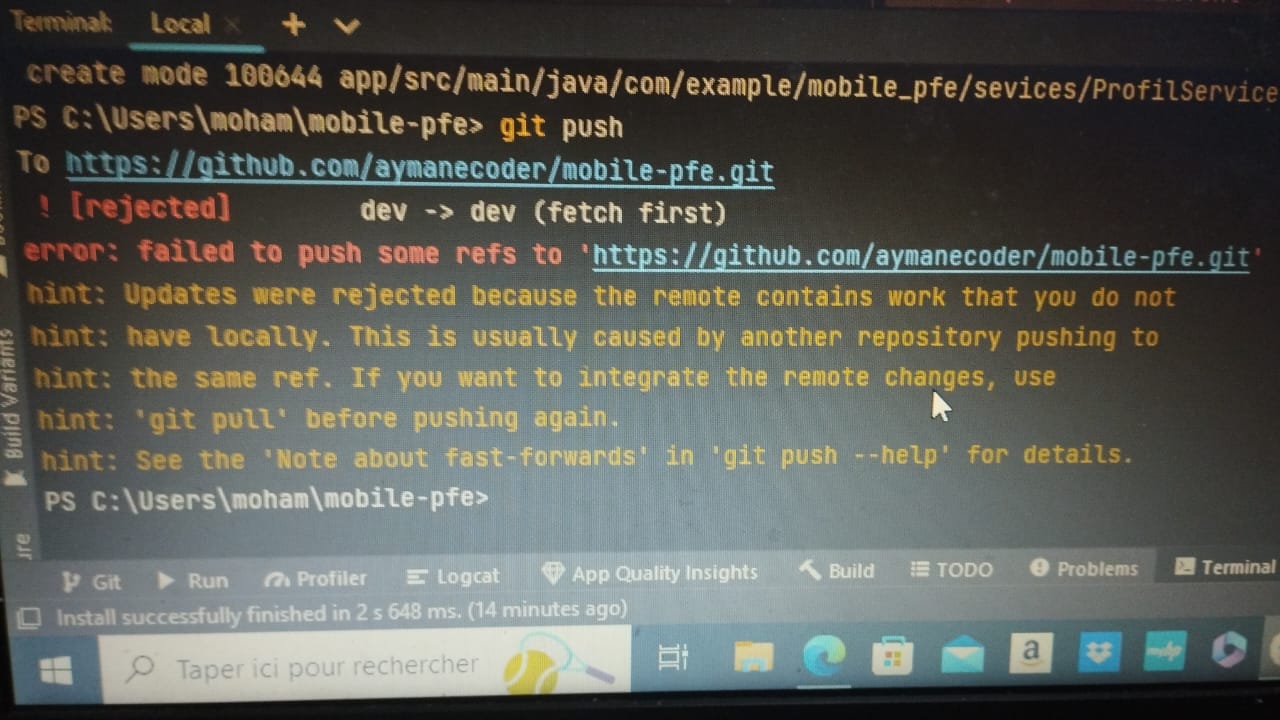 Terminal: Local × + ⌄
create mode 100644 app/src/main/java/com/example/mobile_pfe/sevices/ProfilService
PS C:\Users\moham\mobile-pfe> git push
To https://github.com/aymanecoder/mobile-pfe.git
! [rejected] dev -> dev (fetch first)
error: failed to push some refs to 'https://github.com/aymanecoder/mobile-pfe.git'
hint: Updates were rejected because the remote contains work that you do not
hint: have locally. This is usually caused by another repository pushing to
hint: the same ref. If you want to integrate the remote changes, use
hint: 'git pull' before pushing again.
hint: See the 'Note about fast-forwards' in 'git push --help' for details.
PS C:\Users\moham\mobile-pfe>
Build Variants
Git Run Profiler Logcat App Quality Insights Build TODO Problems Terminal
Install successfully finished in 2 s 648 ms. (14 minutes ago)
Taper ici pour rechercher
a